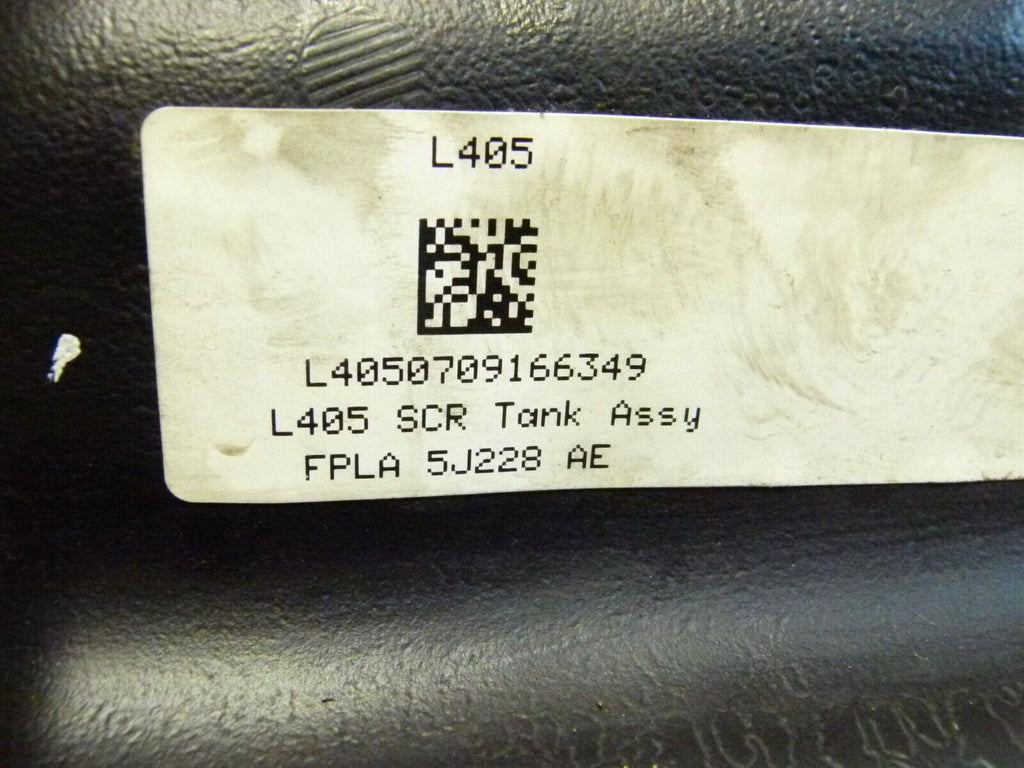 L405
L4050709166349
L405 SCR Tank Assy
FPLA 5J228 AE